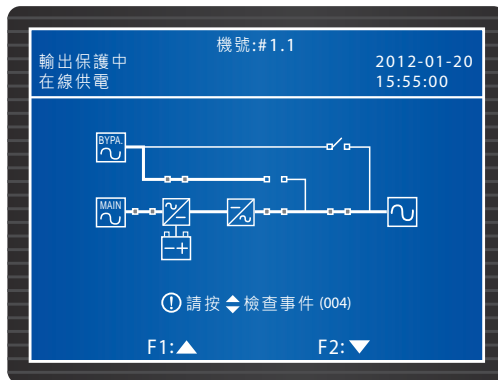 機號:#1.1
輸出保護中
在線供電
2012-01-20
15:55:00
BYPA.
MAIN
請按 檢查事件 (004)
F1:
F2: